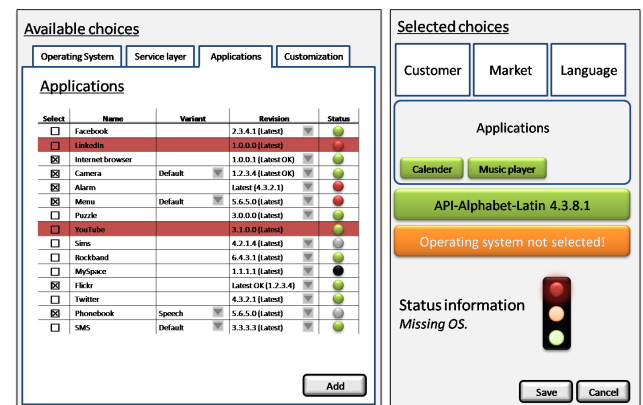 Available choices
Operating System Service layer Applications Customization
Applications
Select Name Variant Revision Status
Facebook 2.3.4.1 (Latest)
LinkedIn 1.0.0.0 (Latest)
Internet browser 1.0.0.1 (Latest OK)
Camera Default 1.2.3.4 (Latest OK)
Alarm Latest (4.3.2.1)
Menu Default 5.6.5.0 (Latest)
Puzzle 3.0.0.0 (Latest)
YouTube 3.1.0.0 (Latest)
Sims 4.2.1.4 (Latest)
Rockband 6.4.3.1 (Latest)
MySpace 1.1.1.1 (Latest)
Flickr Latest OK (1.2.3.4)
Twitter 4.3.2.1 (Latest)
Phonebook Speech 5.6.5.0 (Latest)
SMS Default 3.3.3.3 (Latest)
Add
Selected choices
Customer Market Language
Applications
Calender Music player
API-Alphabet-Latin 4.3.8.1
Operating system not selected!
Status information
Missing OS.
Save Cancel